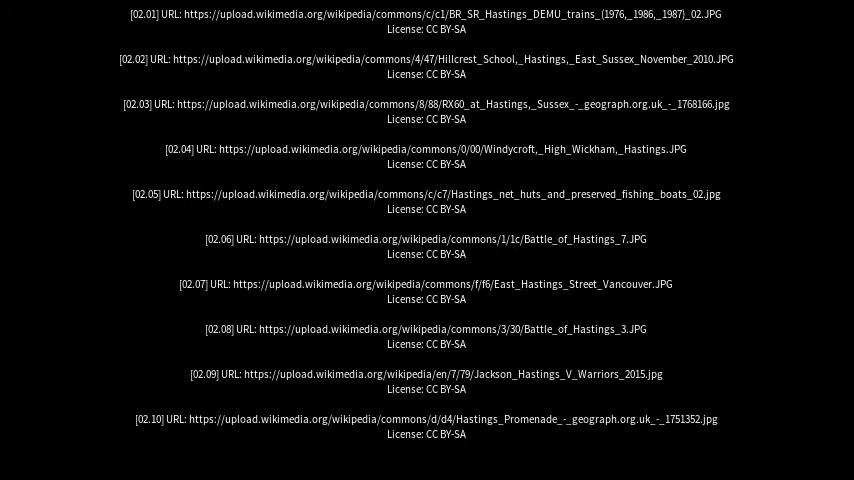 [02.01] URL: https://upload.wikimedia.org/wikipedia/commons/c/c1/BR_SR_Hastings_DEMU_trains_(1976,_1986,_1987)_02.JPG
License: CC BY-SA
[02.02] URL: https://upload.wikimedia.org/wikipedia/commons/4/47/Hillcrest_School,_Hastings,_East_Sussex_November_2010.JPG
License: CC BY-SA
[02.03] URL: https://upload.wikimedia.org/wikipedia/commons/8/88/RX60_at_Hastings,_Sussex_-_geograph.org.uk_-_1768166.jpg
License: CC BY-SA
[02.04] URL: https://upload.wikimedia.org/wikipedia/commons/0/00/Windycroft,_High_Wickham,_Hastings.JPG
License: CC BY-SA
[02.05] URL: https://upload.wikimedia.org/wikipedia/commons/c/c7/Hastings_net_huts_and_preserved_fishing_boats_02.jpg
License: CC BY-SA
[02.06] URL: https://upload.wikimedia.org/wikipedia/commons/1/1c/Battle_of_Hastings_7.JPG
License: CC BY-SA
[02.07] URL: https://upload.wikimedia.org/wikipedia/commons/f/f6/East_Hastings_Street_Vancouver.JPG
License: CC BY-SA
[02.08] URL: https://upload.wikimedia.org/wikipedia/commons/3/30/Battle_of_Hastings_3.JPG
License: CC BY-SA
[02.09] URL: https://upload.wikimedia.org/wikipedia/en/7/79/Jackson_Hastings_V_Warriors_2015.jpg
License: CC BY-SA
[02.10] URL: https://upload.wikimedia.org/wikipedia/commons/d/d4/Hastings_Promenade_-_geograph.org.uk_-_1751352.jpg
License: CC BY-SA